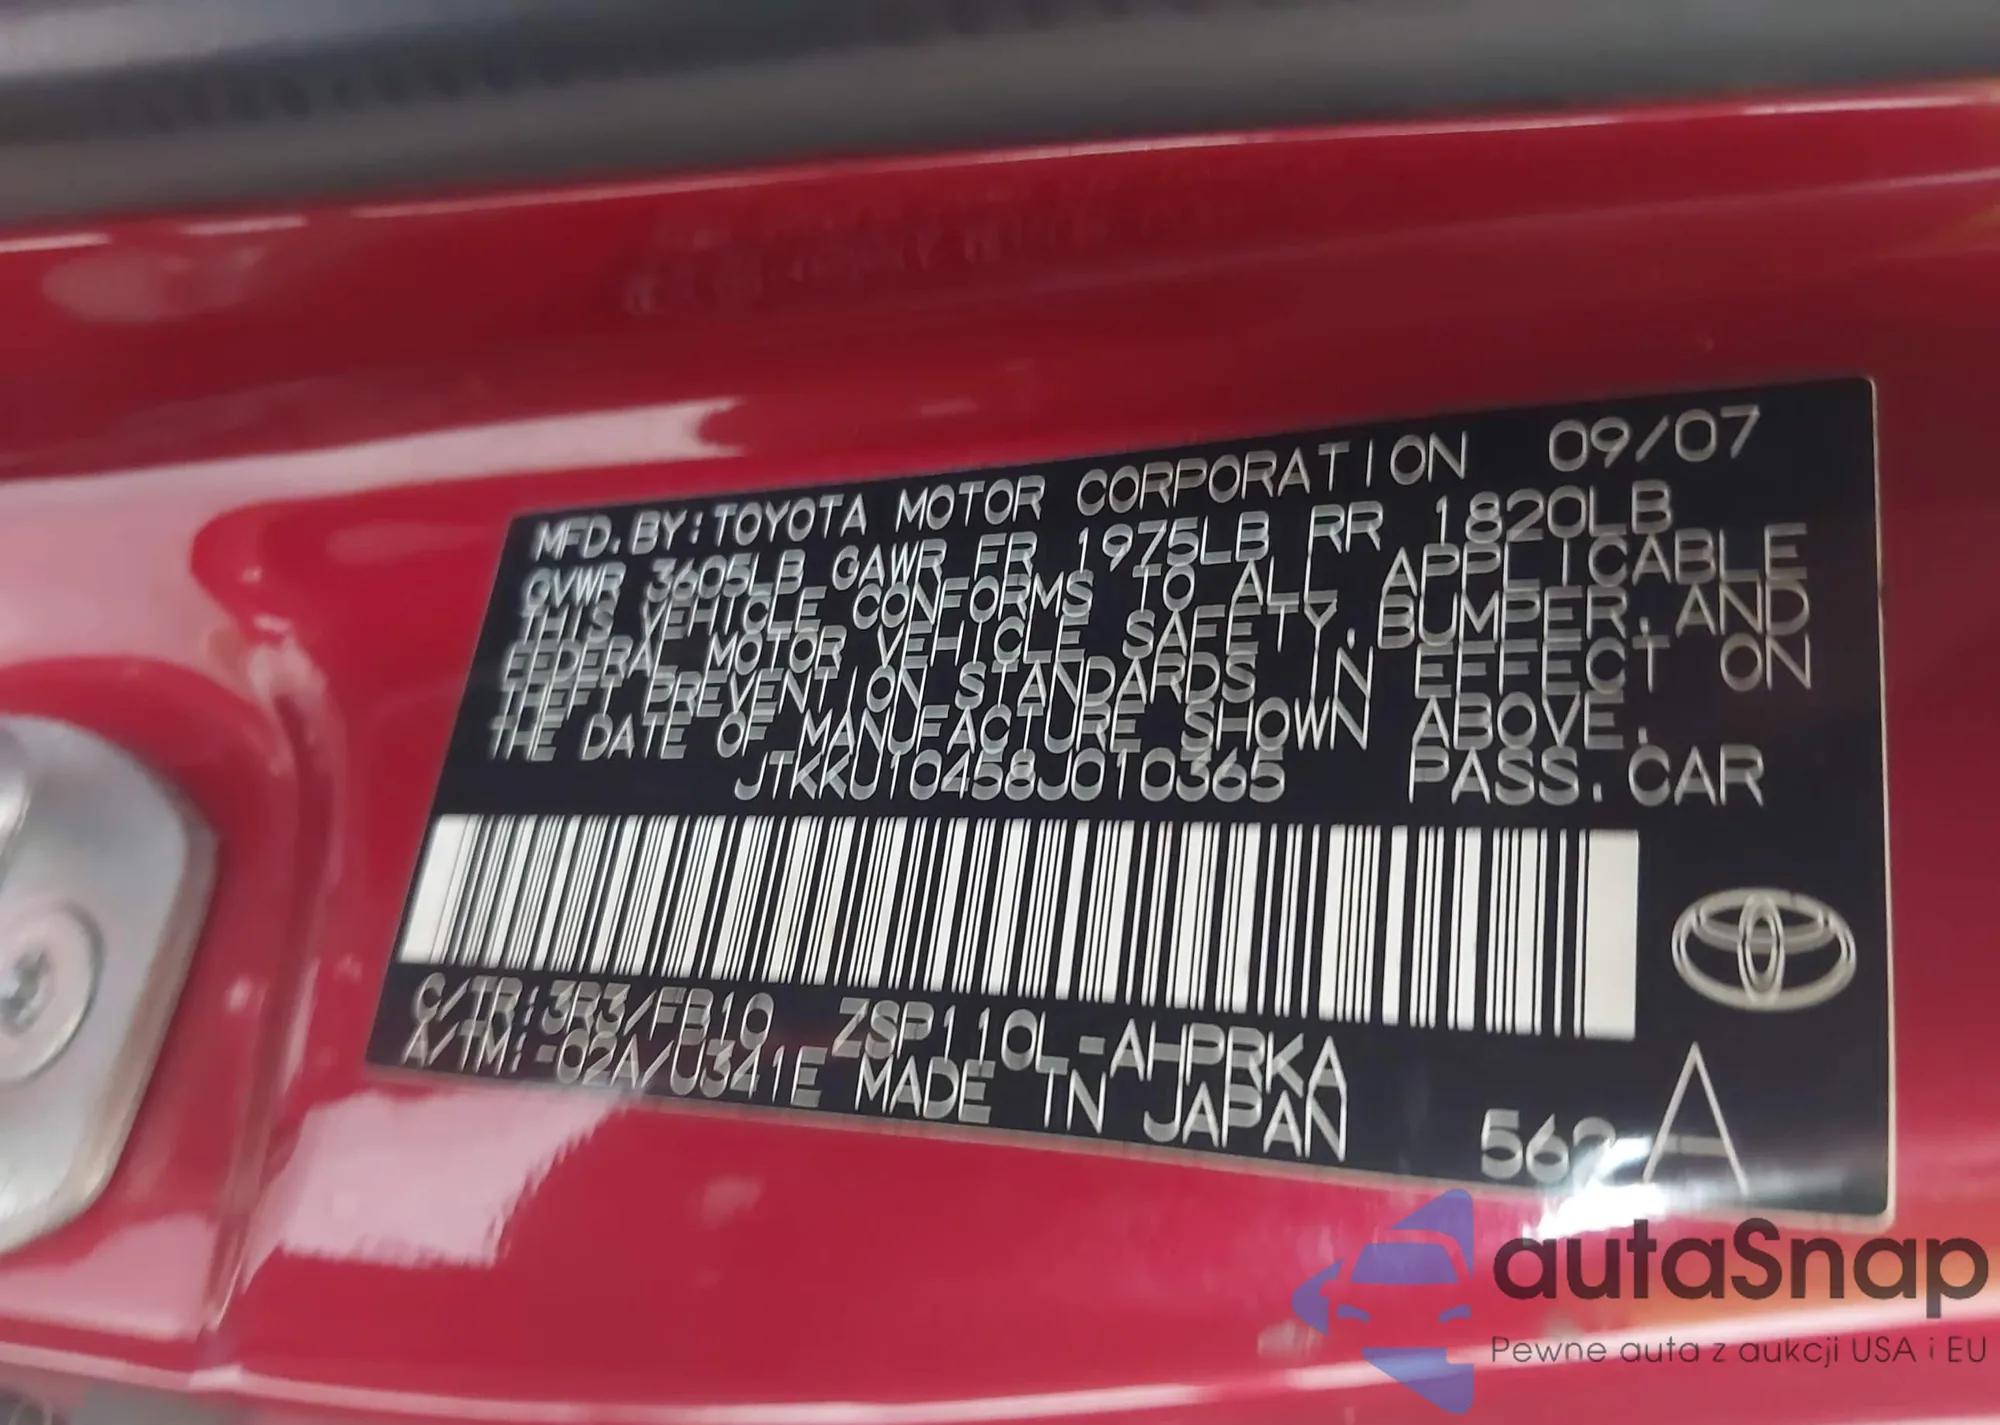 MFD. BY: TOYOTA MOTOR CORPORATION 09/07
GVWR 3605LB GAWR FR 1975LB RR 1820LB
THIS VEHICLE CONFORMS TO ALL APPLICABLE
FEDERAL MOTOR VEHICLE SAFETY, BUMPER, AND
THEFT PREVENTION STANDARDS IN EFFECT ON
THE DATE OF MANUFACTURE SHOWN ABOVE.
JTKKU10458J010365 PASS. CAR
C/TR: 3R3/FB10 ZSP110L-AHPRKA
A/TM: -02A/U341E MADE IN JAPAN
A
autaSnap
Pewne auta z aukcji USA i EU